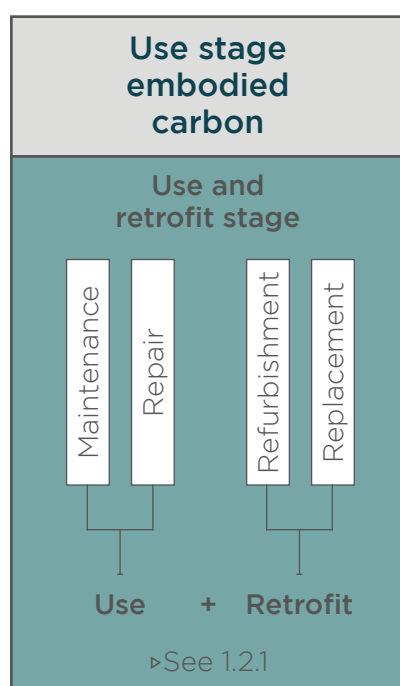 Use stage
embodied
carbon
Use and
retrofit stage
Maintenance
Repair
Refurbishment
Replacement
Use + Retrofit
▹See 1.2.1